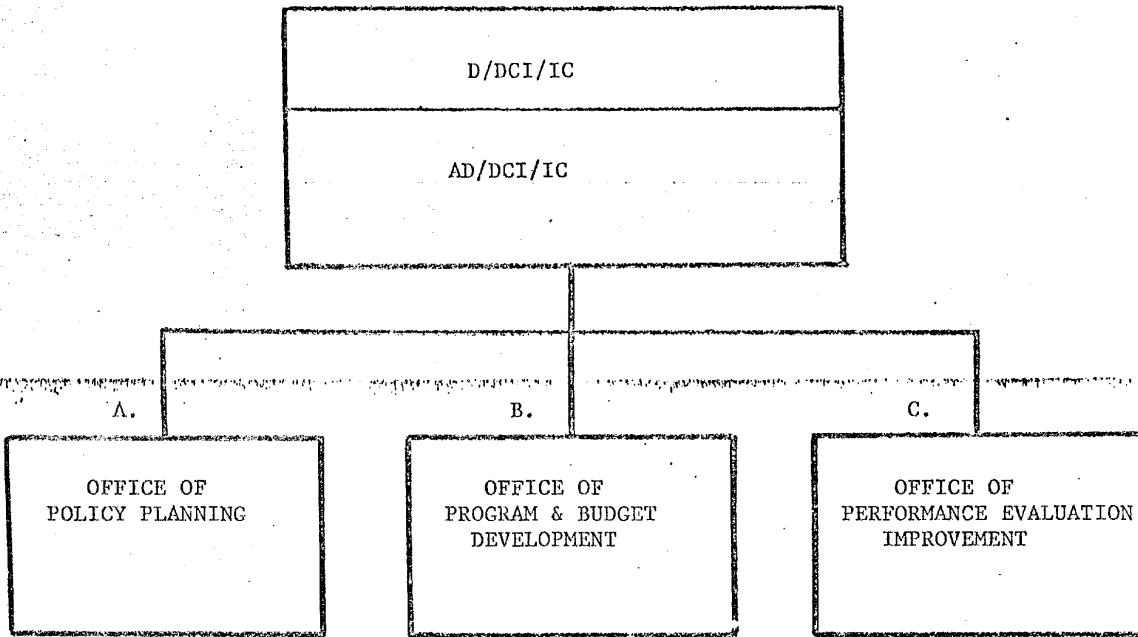 D/DCI/IC
AD/DCI/IC
A.
B.
C.
OFFICE OF
POLICY PLANNING
OFFICE OF
PROGRAM & BUDGET
DEVELOPMENT
OFFICE OF
PERFORMANCE EVALUATION
IMPROVEMENT